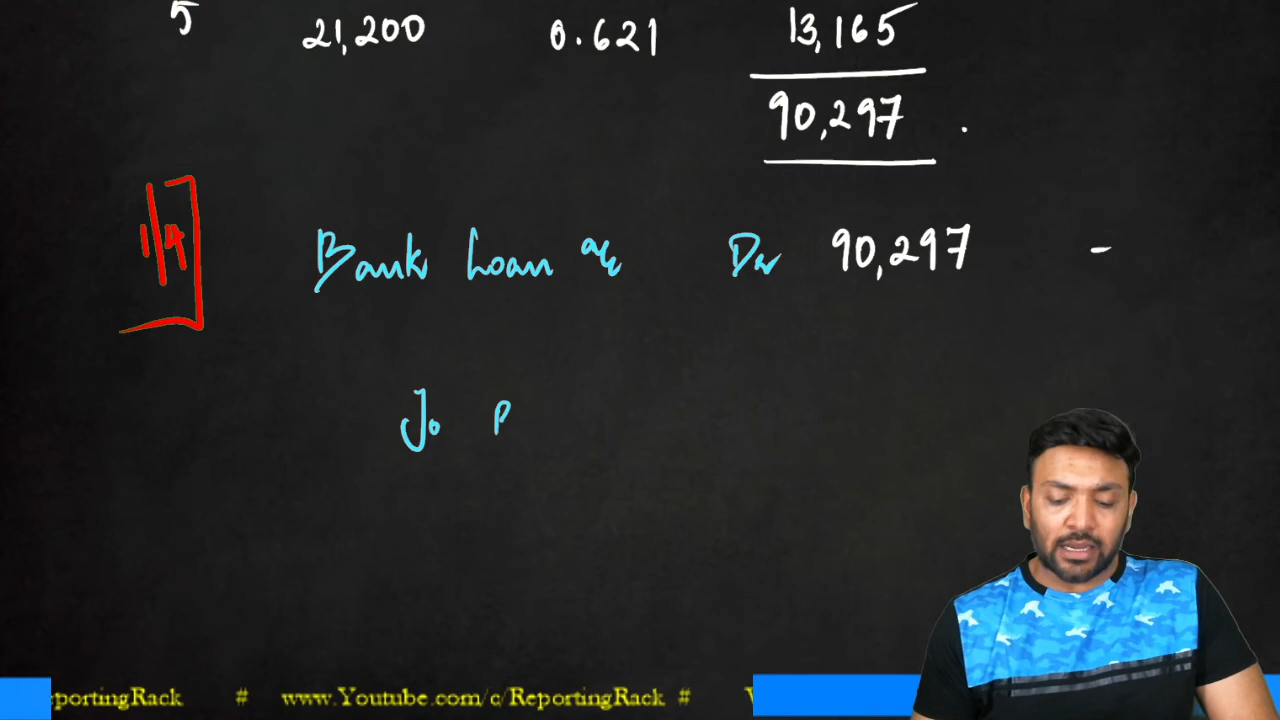 5 21,200 0.621 13,165
90,297 .
1/4 Bank Loan a/c Dr 90,297 -
To P
portingRack # www.Youtube.com/c/ReportingRack #